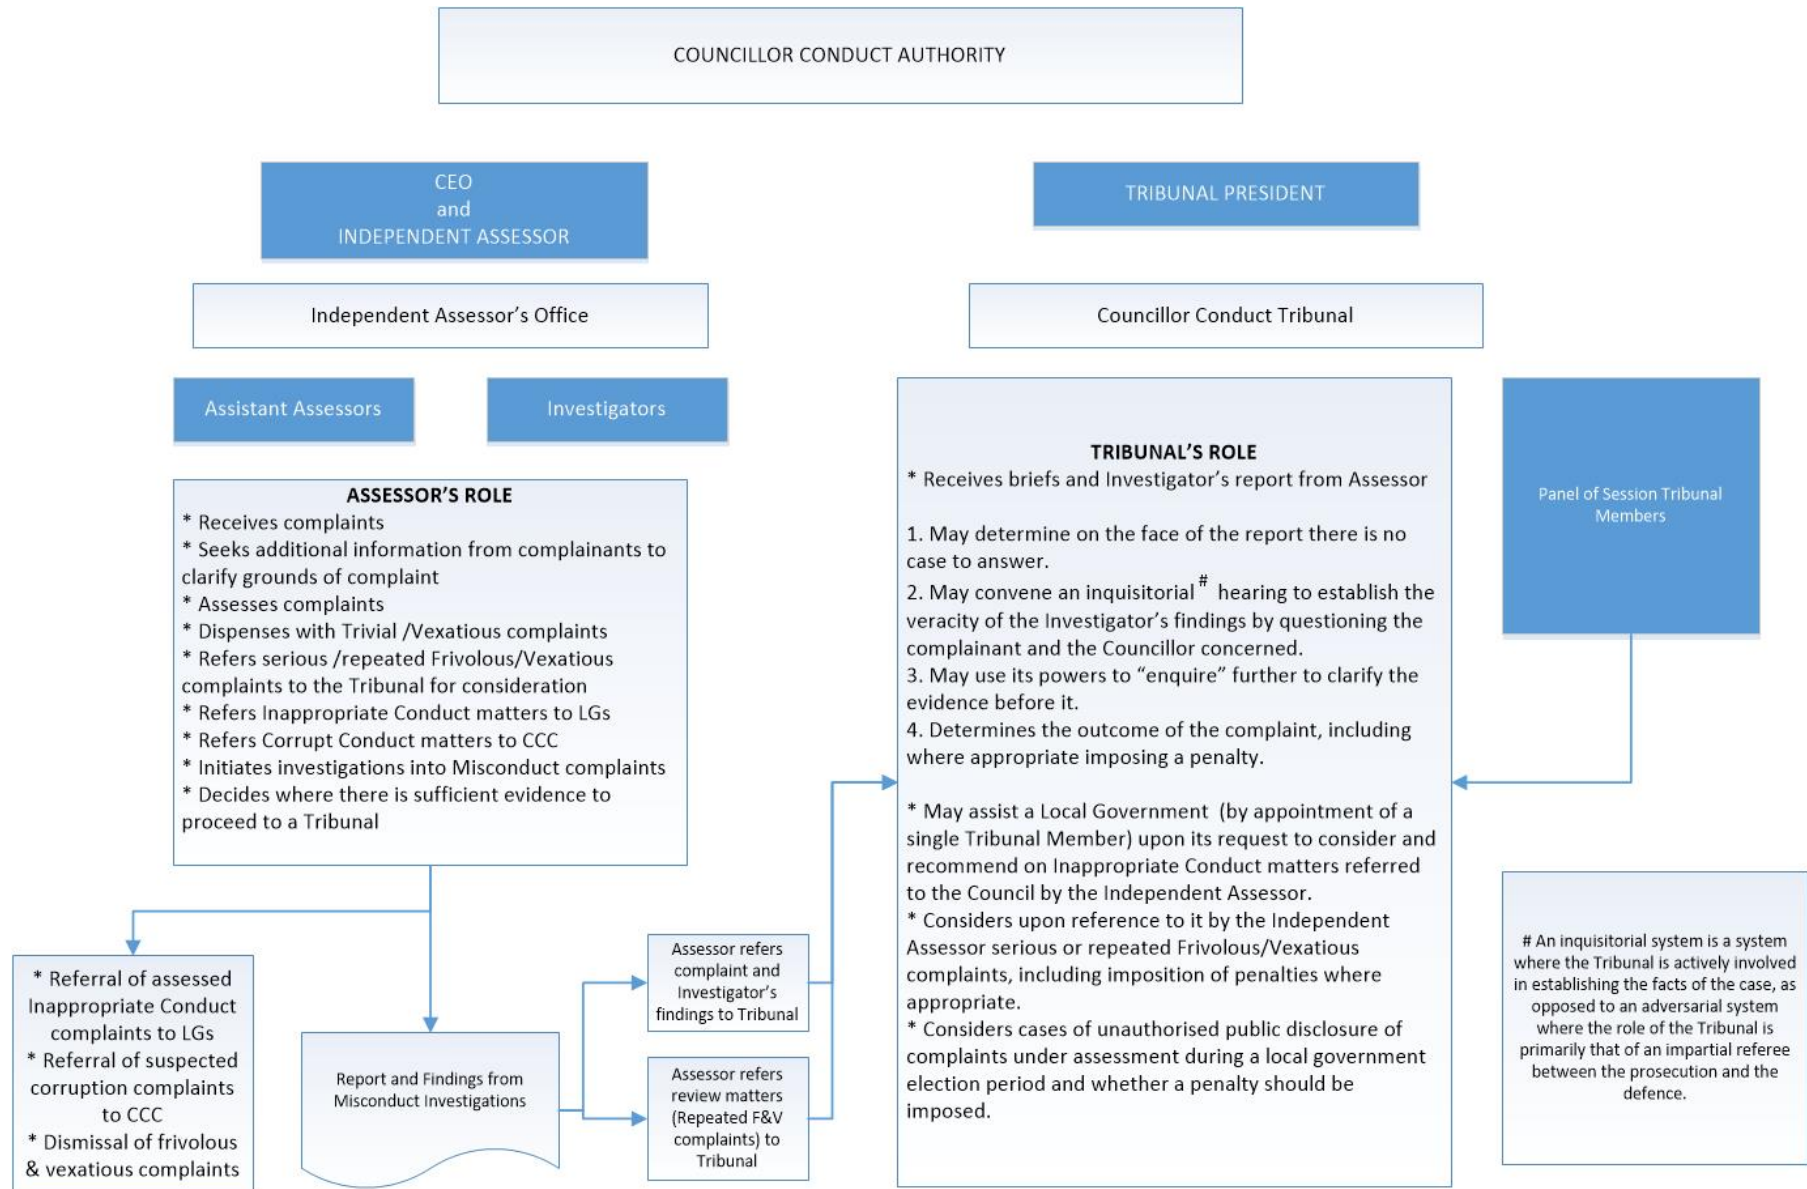 COUNCILLOR CONDUCT AUTHORITY
CEO
and
INDEPENDENT ASSESSOR
TRIBUNAL PRESIDENT
Independent Assessor’s Office
Councillor Conduct Tribunal
Assistant Assessors
Investigators
ASSESSOR’S ROLE
* Receives complaints
* Seeks additional information from complainants to
clarify grounds of complaint
* Assesses complaints
* Dispenses with Trivial /Vexatious complaints
* Refers serious /repeated Frivolous/Vexatious
complaints to the Tribunal for consideration
* Refers Inappropriate Conduct matters to LGs
* Refers Corrupt Conduct matters to CCC
* Initiates investigations into Misconduct complaints
* Decides where there is sufficient evidence to
proceed to a Tribunal
TRIBUNAL’S ROLE
* Receives briefs and Investigator’s report from Assessor
1. May determine on the face of the report there is no
case to answer.
2. May convene an inquisitorial # hearing to establish the
veracity of the Investigator’s findings by questioning the
complainant and the Councillor concerned.
3. May use its powers to “enquire” further to clarify the
evidence before it.
4. Determines the outcome of the complaint, including
where appropriate imposing a penalty.
* May assist a Local Government (by appointment of a
single Tribunal Member) upon its request to consider and
recommend on Inappropriate Conduct matters referred
to the Council by the Independent Assessor.
* Considers upon reference to it by the Independent
Assessor serious or repeated Frivolous/Vexatious
complaints, including imposition of penalties where
appropriate.
* Considers cases of unauthorised public disclosure of
complaints under assessment during a local government
election period and whether a penalty should be
imposed.
Panel of Session Tribunal
Members
# An inquisitorial system is a system
where the Tribunal is actively involved
in establishing the facts of the case, as
opposed to an adversarial system
where the role of the Tribunal is
primarily that of an impartial referee
between the prosecution and the
defence.
* Referral of assessed
Inappropriate Conduct
complaints to LGs
* Referral of suspected
corruption complaints
to CCC
* Dismissal of frivolous
& vexatious complaints
Report and Findings from
Misconduct Investigations
Assessor refers
complaint and
Investigator’s
findings to Tribunal
Assessor refers
review matters
(Repeated F&V
complaints) to
Tribunal